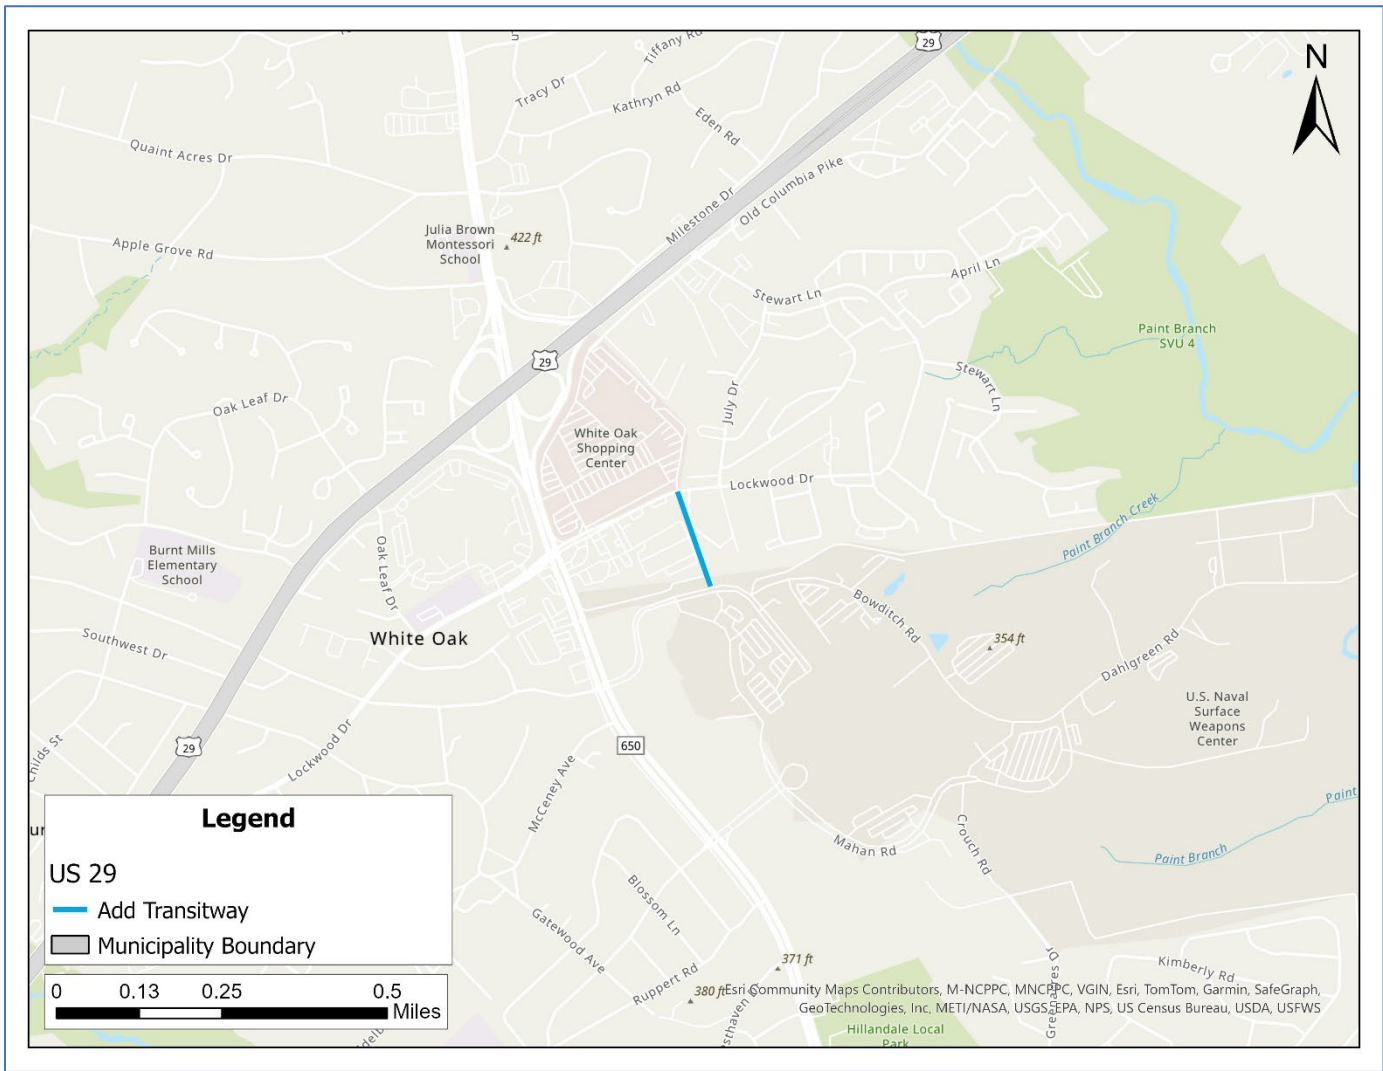 29
N
Tiffany Rd
Tracy Dr
Kathryn Rd
Eden Rd
Quaint Acres Dr
Old Columbia Pike
Milestone Dr
Julia Brown
Montessori
School
422 ft
Apple Grove Rd
April Ln
Stewart Ln
Paint Branch
SVU 4
29
Stewart Ln
July Dr
Oak Leaf Dr
White Oak
Shopping
Center
Lockwood Dr
Paint Branch Creek
Burnt Mills
Elementary
School
Oak Leaf Dr
Bowditch Rd
White Oak
354 ft
Southwest Dr
Dahlgreen Rd
U.S. Naval
Surface
Weapons
Center
29
650
Childs St
Lockwood Dr
McCeney Ave
Paint
Mahan Rd
Crouch Rd
Paint Branch
Legend
US 29
Add Transitway
Municipality Boundary
Blossom Ln
Gatewood Ave
Ruppert Rd
371 ft
380 ft
Kimberly Rd
Greenacres Dr
0 0.13 0.25 0.5
Miles
Esri Community Maps Contributors, M-NCPPC, MNCPPC, VGIN, Esri, TomTom, Garmin, SafeGraph,
GeoTechnologies, Inc, METI/NASA, USGS, EPA, NPS, US Census Bureau, USDA, USFWS
Hillandale Local
Park